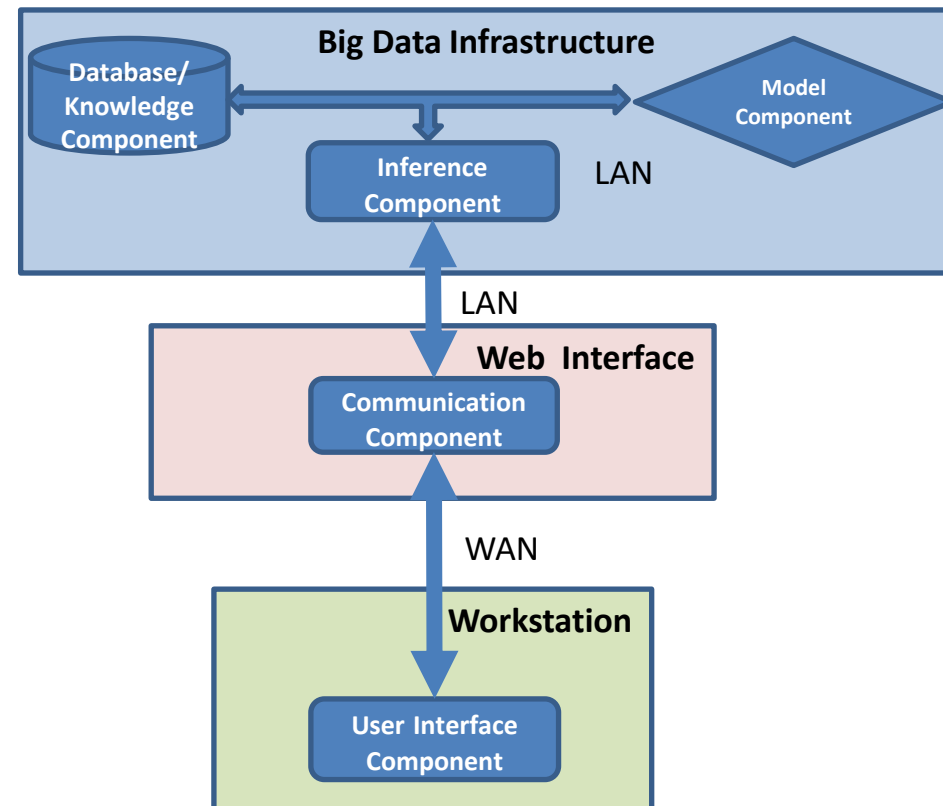 Big Data Infrastructure
Database/
Knowledge
Component
Model
Component
Inference
Component
LAN
LAN
Web Interface
Communication
Component
WAN
Workstation
User Interface
Component